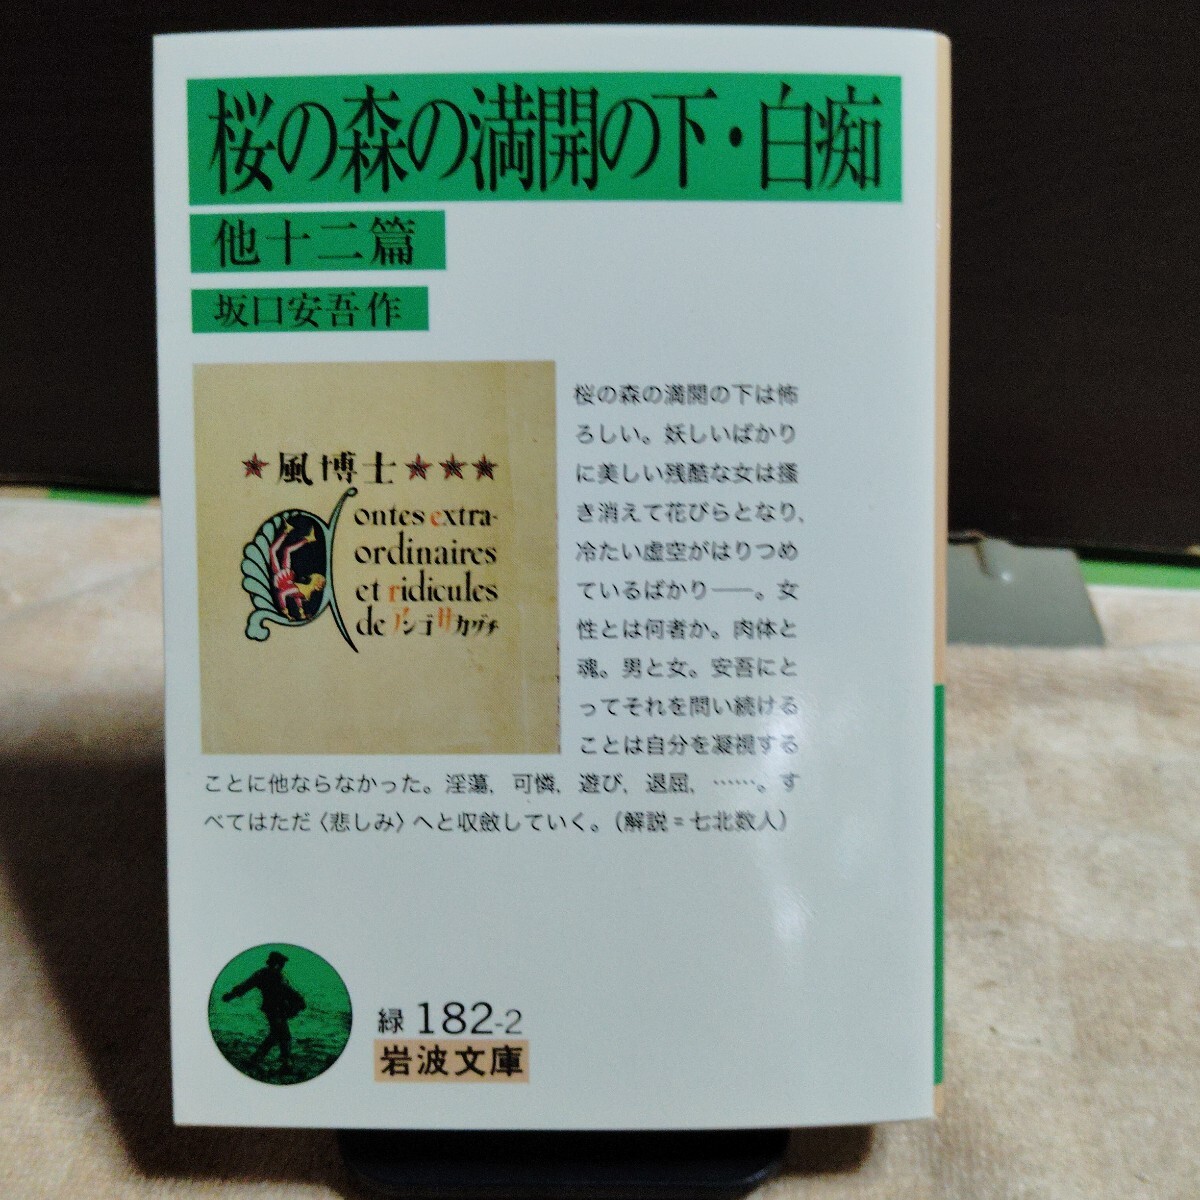 桜の森の満開の下・白痴
他十二篇
坂口安吾作
★風博士★★★
Contes extra-
ordinaires
et ridicules
de アンゴサカグチ
桜の森の満開の下は怖
ろしい。妖しいばかり
に美しい残酷な女は掻
き消えて花びらとなり，
冷たい虚空がはりつめ
ているばかり――。女
性とは何者か。肉体と
魂。男と女。安吾にと
ってそれを問い続ける
ことは自分を凝視する
ことに他ならなかった。淫蕩，可憐，遊び，退屈，……。す
べてはただ〈悲しみ〉へと収斂していく。（解説＝七北数人）
緑 182-2
岩波文庫